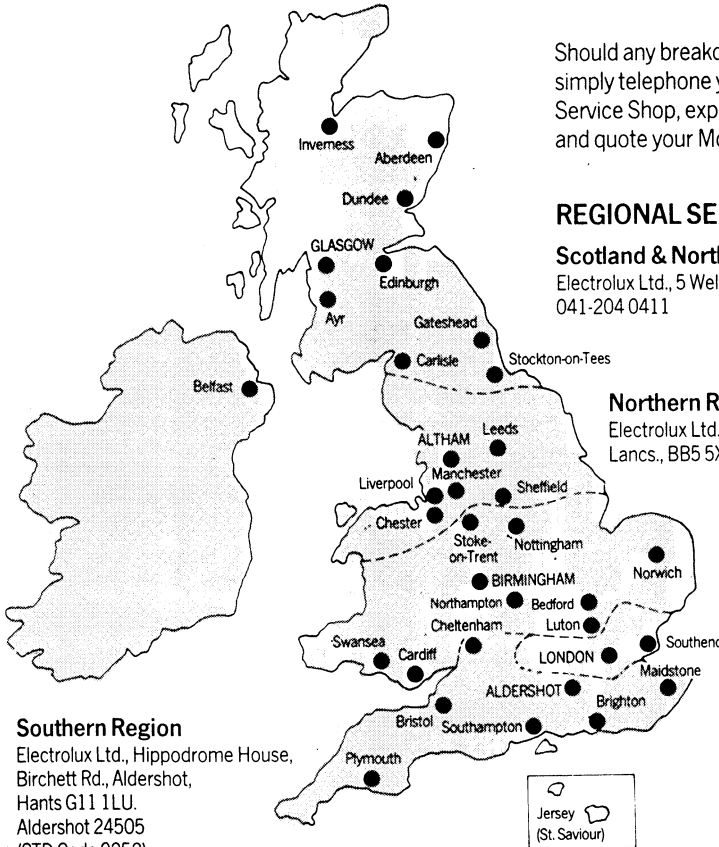 Should any breakd
simply telephone y
Service Shop, exp
and quote your Mo
REGIONAL SE
Scotland & North
Electrolux Ltd., 5 Wel
041-204 0411
Northern R
Electrolux Ltd.
Lancs., BB5 5X
Inverness
Aberdeen
Dundee
GLASGOW
Edinburgh
Ayr
Gateshead
Carlisle
Stockton-on-Tees
Belfast
ALTHAM
Leeds
Manchester
Liverpool
Sheffield
Chester
Stoke-
on-Trent
Nottingham
BIRMINGHAM
Norwich
Northampton
Bedford
Cheltenham
Luton
Swansea
Cardiff
LONDON
Southend
Maidstone
ALDERSHOT
Brighton
Bristol
Southampton
Plymouth
Jersey
(St. Saviour)
Southern Region
Electrolux Ltd., Hippodrome House,
Birchett Rd., Aldershot,
Hants G11 1LU.
Aldershot 24505
(STD Code 0252)